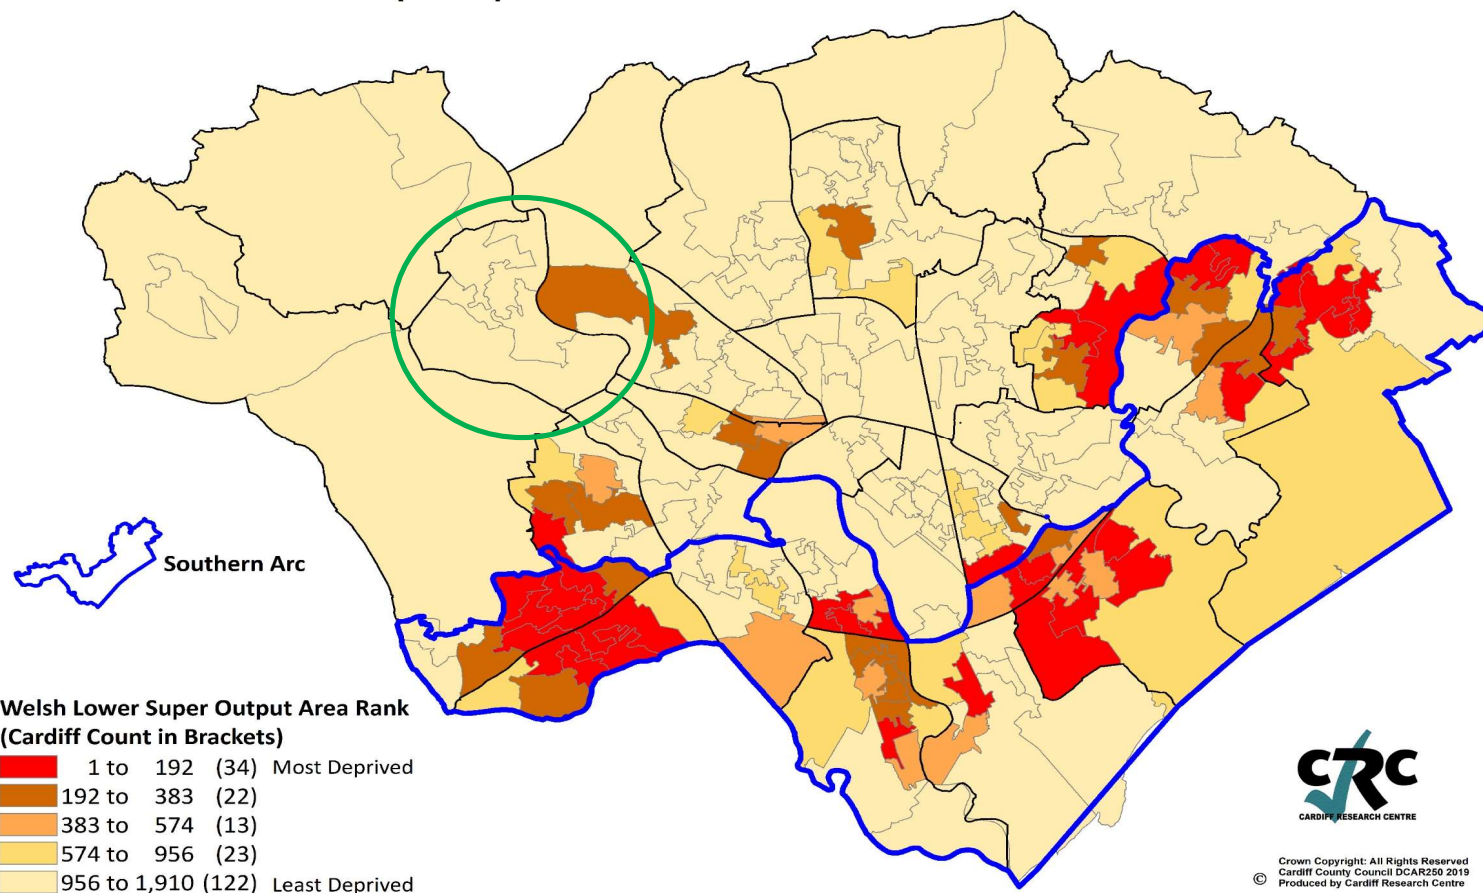 Southern Arc
Welsh Lower Super Output Area Rank
(Cardiff Count in Brackets)
1 to 192 (34) Most Deprived
192 to 383 (22)
383 to 574 (13)
574 to 956 (23)
956 to 1,910 (122) Least Deprived
CRC
CARDIFF RESEARCH CENTRE
Crown Copyright: All Rights Reserved
Cardiff County Council DCAR250 2019
© Produced by Cardiff Research Centre